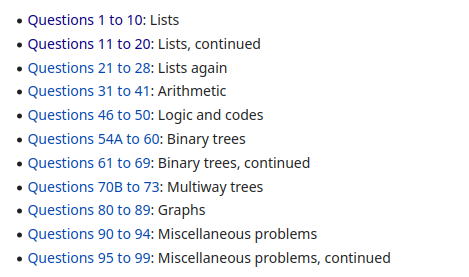 Questions 1 to 10: Lists
Questions 11 to 20: Lists, continued
Questions 21 to 28: Lists again
Questions 31 to 41: Arithmetic
Questions 46 to 50: Logic and codes
Questions 54A to 60: Binary trees
Questions 61 to 69: Binary trees, continued
Questions 70B to 73: Multiway trees
Questions 80 to 89: Graphs
Questions 90 to 94: Miscellaneous problems
Questions 95 to 99: Miscellaneous problems, continued